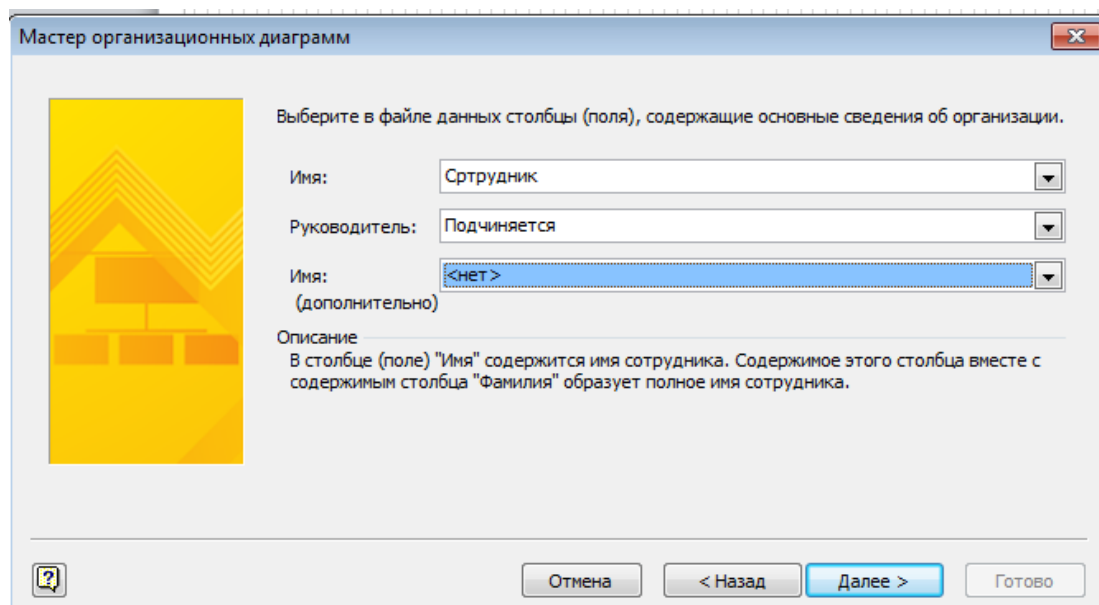 Мастер организационных диаграмм
Выберите в файле данных столбцы (поля), содержащие основные сведения об организации.
Имя: Сртрудник
Руководитель: Подчиняется
Имя: <нет>
(дополнительно)
Описание
В столбце (поле) "Имя" содержится имя сотрудника. Содержимое этого столбца вместе с
содержимым столбца "Фамилия" образует полное имя сотрудника.
Отмена < Назад Далее > Готово